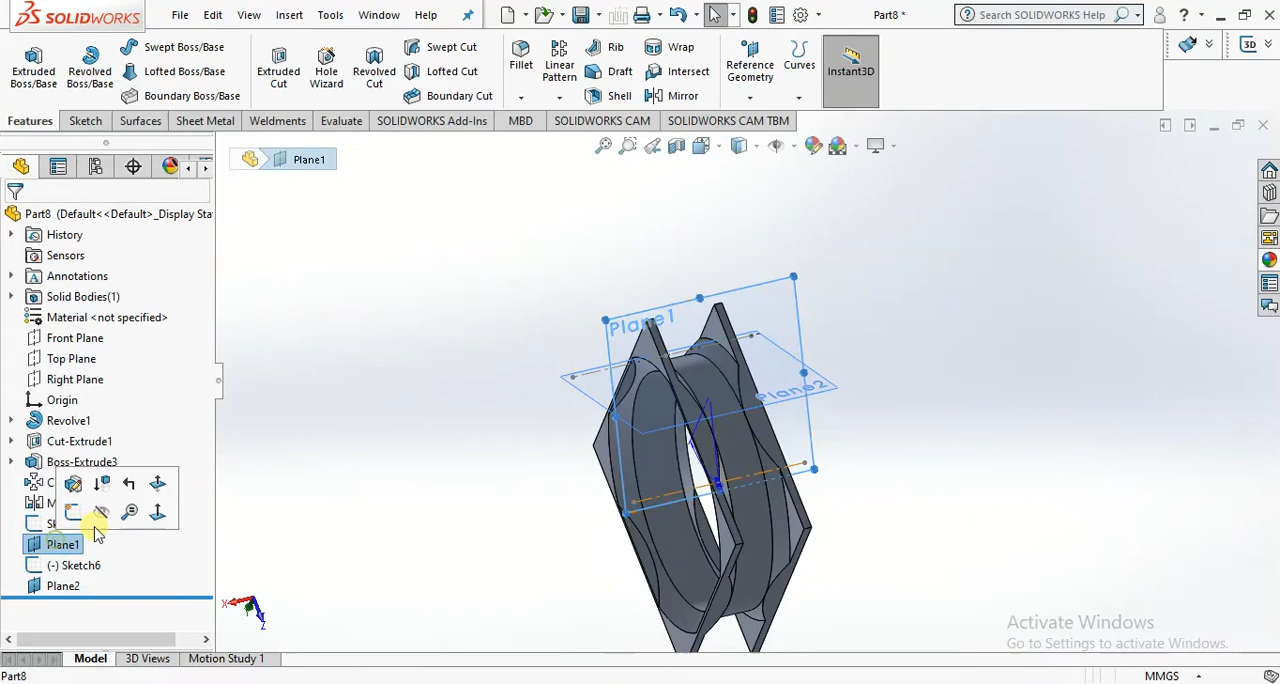 SOLIDWORKS
File Edit View Insert Tools Window Help
Part8 *
Search SOLIDWORKS Help
Extruded Boss/Base
Revolved Boss/Base
Swept Boss/Base
Lofted Boss/Base
Boundary Boss/Base
Extruded Cut
Hole Wizard
Revolved Cut
Swept Cut
Lofted Cut
Boundary Cut
Fillet
Linear Pattern
Rib
Draft
Shell
Wrap
Intersect
Mirror
Reference Geometry
Curves
Instant3D
3D
Features Sketch Surfaces Sheet Metal Weldments Evaluate SOLIDWORKS Add-Ins MBD SOLIDWORKS CAM SOLIDWORKS CAM TBM
Plane1
Part8 (Default<<Default>_Display Sta
History
Sensors
Annotations
Solid Bodies(1)
Material <not specified>
Front Plane
Top Plane
Right Plane
Origin
Revolve1
Cut-Extrude1
Boss-Extrude3
C
M
Sk
Plane1
(-) Sketch6
Plane2
Plane1
Plane2
X
Z
Activate Windows
Go to Settings to activate Windows.
Model 3D Views Motion Study 1
Part8
MMGS